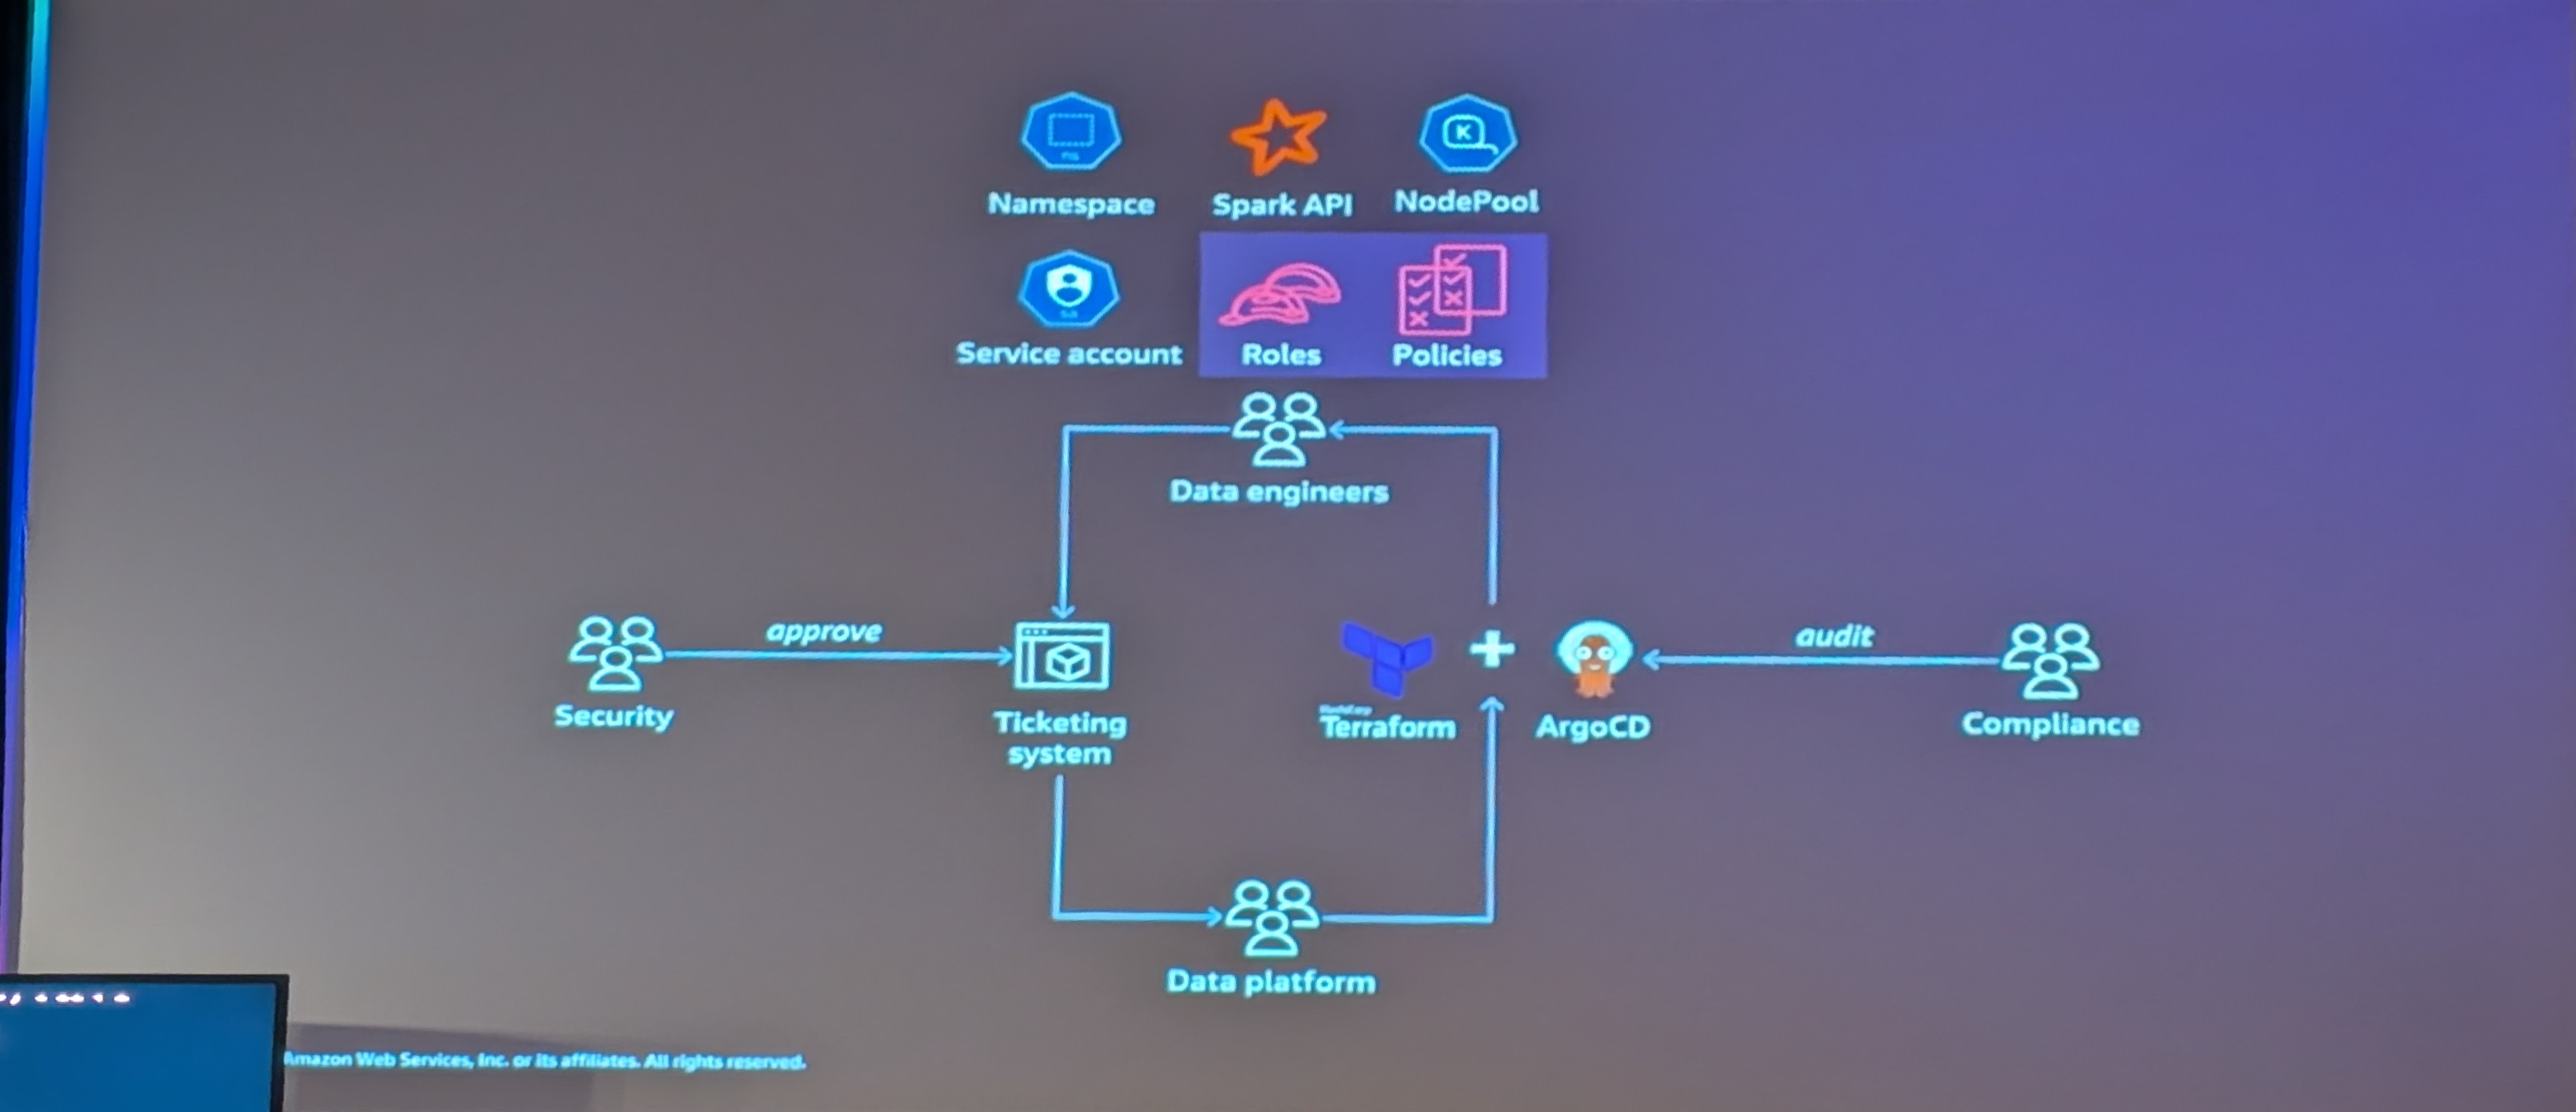 Namespace
Spark API
NodePool
Service account
Roles
Policies
Data engineers
Security
approve
Ticketing
system
Terraform
ArgoCD
audit
Compliance
Data platform
Amazon Web Services, Inc. or its affiliates. All rights reserved.